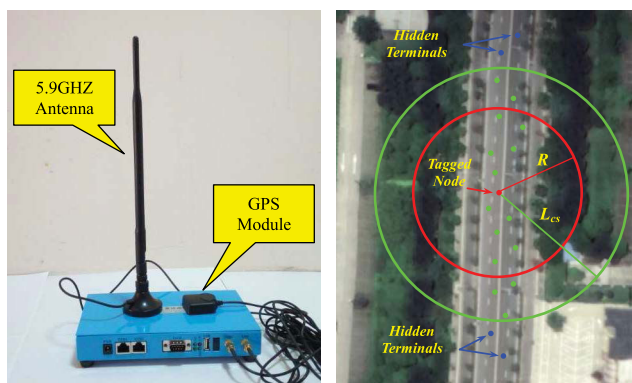 5.9GHZ
Antenna
GPS
Module
Hidden
Terminals
Tagged
Node
R
Lcs
Hidden
Terminals